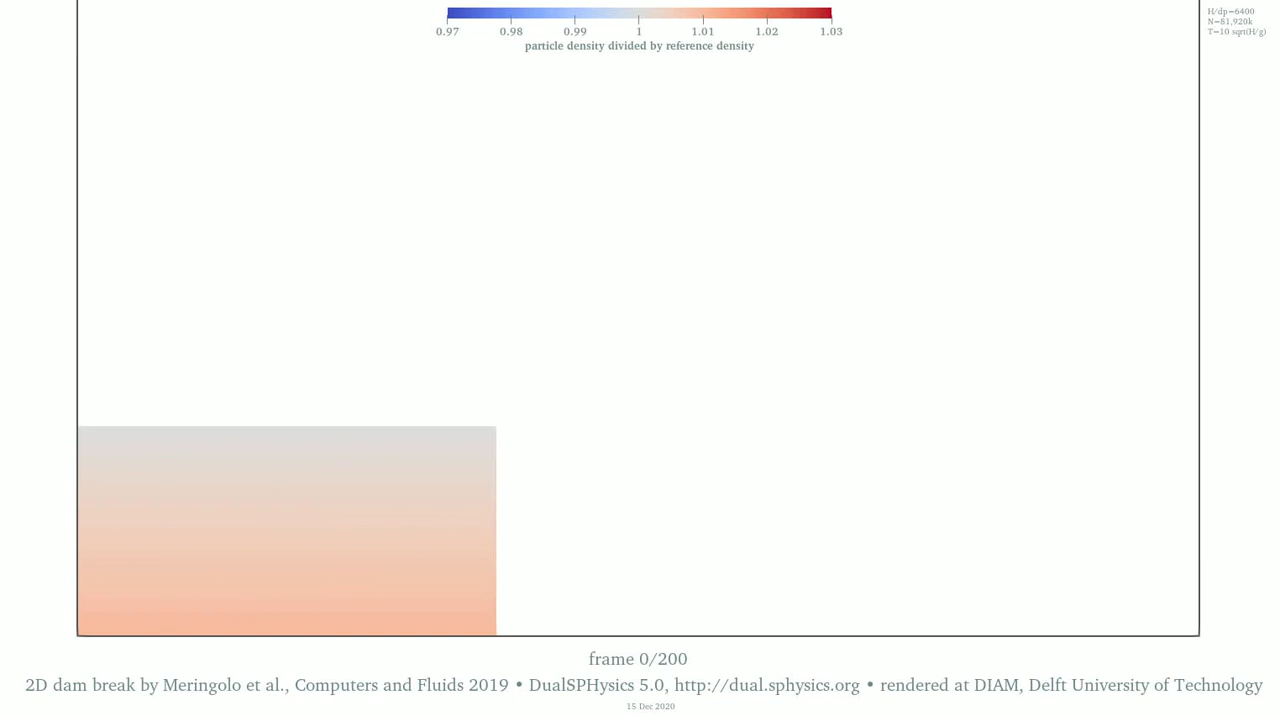 0.97 0.98 0.99 1 1.01 1.02 1.03
particle density divided by reference density
H/dp=6400
N=81,920k
T=10 sqrt(H/g)
frame 0/200
2D dam break by Meringolo et al., Computers and Fluids 2019 • DualSPHysics 5.0, http://dual.sphysics.org • rendered at DIAM, Delft University of Technology
15 Dec 2020